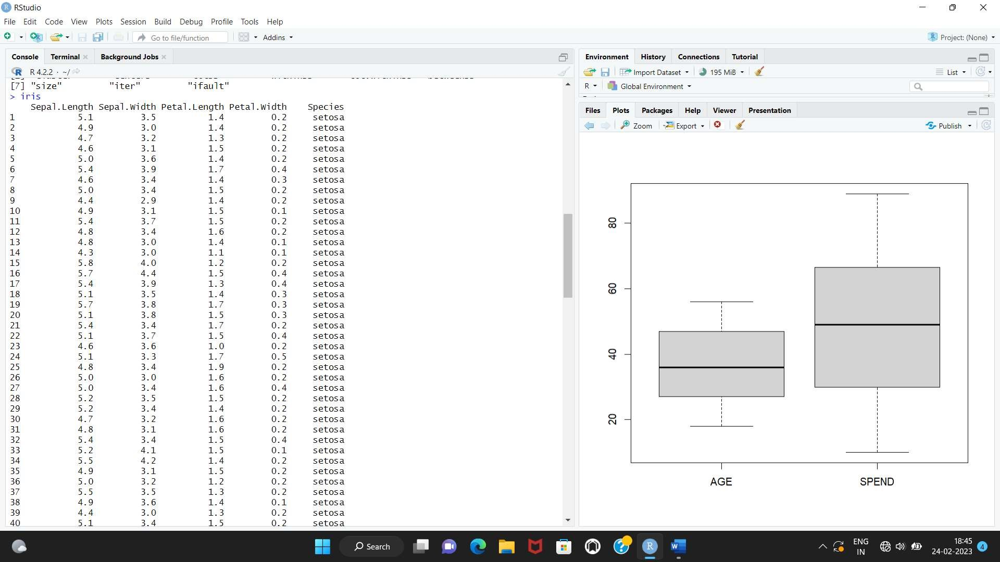 RStudio
File Edit Code View Plots Session Build Debug Profile Tools Help
Go to file/function
Addins
Project: (None)
Console Terminal Background Jobs
R 4.2.2 · ~/
[7] "size" "iter" "ifault"
> iris
Sepal.Length Sepal.Width Petal.Length Petal.Width Species
1 5.1 3.5 1.4 0.2 setosa
2 4.9 3.0 1.4 0.2 setosa
3 4.7 3.2 1.3 0.2 setosa
4 4.6 3.1 1.5 0.2 setosa
5 5.0 3.6 1.4 0.2 setosa
6 5.4 3.9 1.7 0.4 setosa
7 4.6 3.4 1.4 0.3 setosa
8 5.0 3.4 1.5 0.2 setosa
9 4.4 2.9 1.4 0.2 setosa
10 4.9 3.1 1.5 0.1 setosa
11 5.4 3.7 1.5 0.2 setosa
12 4.8 3.4 1.6 0.2 setosa
13 4.8 3.0 1.4 0.1 setosa
14 4.3 3.0 1.1 0.1 setosa
15 5.8 4.0 1.2 0.2 setosa
16 5.7 4.4 1.5 0.4 setosa
17 5.4 3.9 1.3 0.4 setosa
18 5.1 3.5 1.4 0.3 setosa
19 5.7 3.8 1.7 0.3 setosa
20 5.1 3.8 1.5 0.3 setosa
21 5.4 3.4 1.7 0.2 setosa
22 5.1 3.7 1.5 0.4 setosa
23 4.6 3.6 1.0 0.2 setosa
24 5.1 3.3 1.7 0.5 setosa
25 4.8 3.4 1.9 0.2 setosa
26 5.0 3.0 1.6 0.2 setosa
27 5.0 3.4 1.6 0.4 setosa
28 5.2 3.5 1.5 0.2 setosa
29 5.2 3.4 1.4 0.2 setosa
30 4.7 3.2 1.6 0.2 setosa
31 4.8 3.1 1.6 0.2 setosa
32 5.4 3.4 1.5 0.4 setosa
33 5.2 4.1 1.5 0.1 setosa
34 5.5 4.2 1.4 0.2 setosa
35 4.9 3.1 1.5 0.2 setosa
36 5.0 3.2 1.2 0.2 setosa
37 5.5 3.5 1.3 0.2 setosa
38 4.9 3.6 1.4 0.1 setosa
39 4.4 3.0 1.3 0.2 setosa
40 5.1 3.4 1.5 0.2 setosa
Environment History Connections Tutorial
Import Dataset 195 MiB List
R Global Environment
Files Plots Packages Help Viewer Presentation
Zoom Export Publish
80
60
40
20
AGE SPEND
Search
ENG
IN
18:45
24-02-2023
4